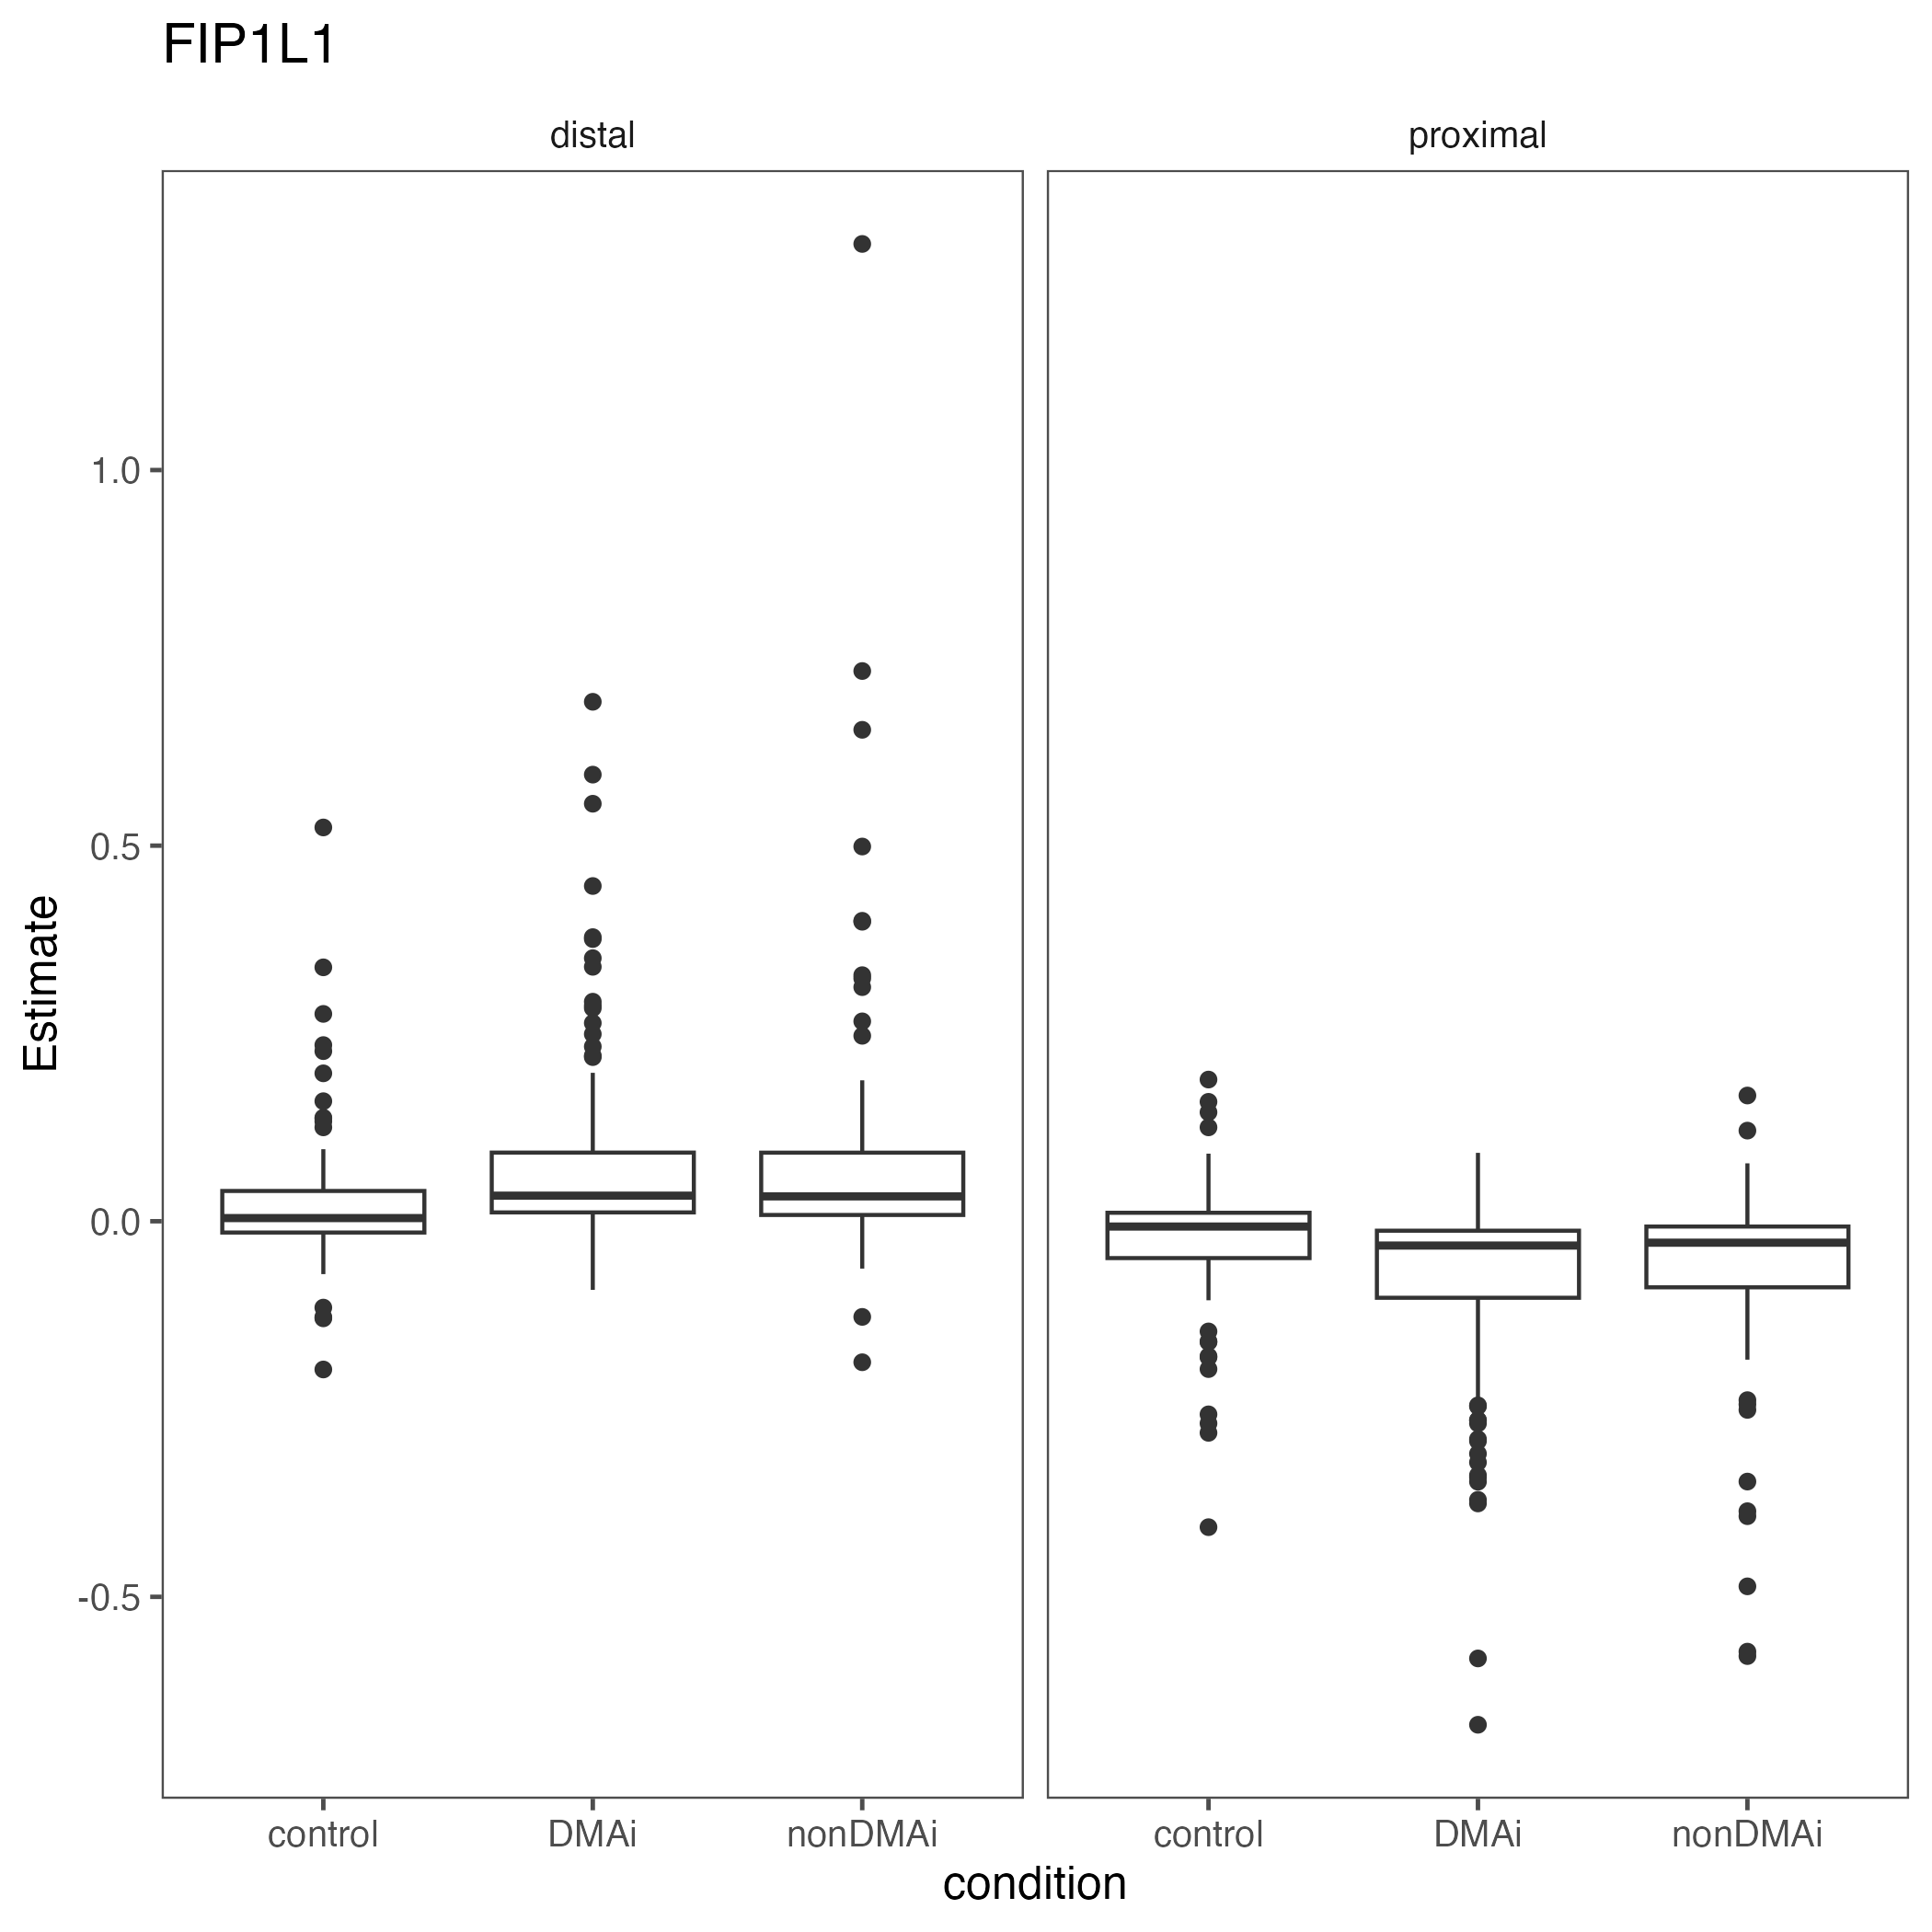 FIP1L1
distal
proximal
1.0
0.5
0.0
-0.5
Estimate
control
DMAi
nonDMAi
control
DMAi
nonDMAi
condition